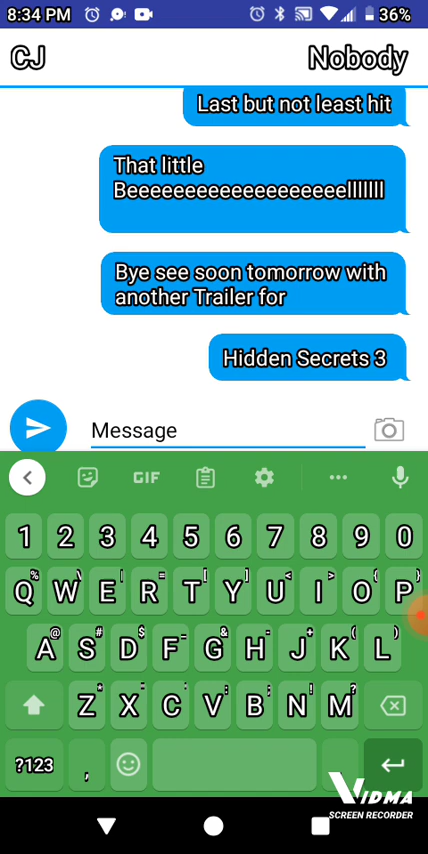 8:34 PM 36%
CJ Nobody
Last but not least hit
That little
Beeeeeeeeeeeeeeeeeeelllllll
Bye see soon tomorrow with
another Trailer for
Hidden Secrets 3
Message
GIF
1 2 3 4 5 6 7 8 9 0
% \ | = [ ] < > { }
Q W E R T Y U I O P
@ # $ _ & - + ( )
A S D F G H J K L
* " ' : ; ! ?
Z X C V B N M
?123 ,
VIDMA
SCREEN RECORDER